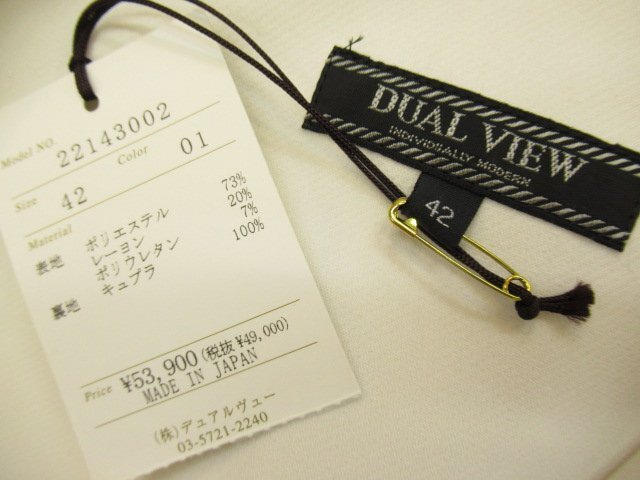 Model NO. 22143002
Color 01
Size 42
Material
表地 ポリエステル 73%
レーヨン 20%
ポリウレタン 7%
裏地 キュプラ 100%
Price ¥53,900(税抜¥49,000)
MADE IN JAPAN
(株)デュアルヴュー
03-5721-2240
DUAL VIEW
INDIVIDUALLY MODERN
42